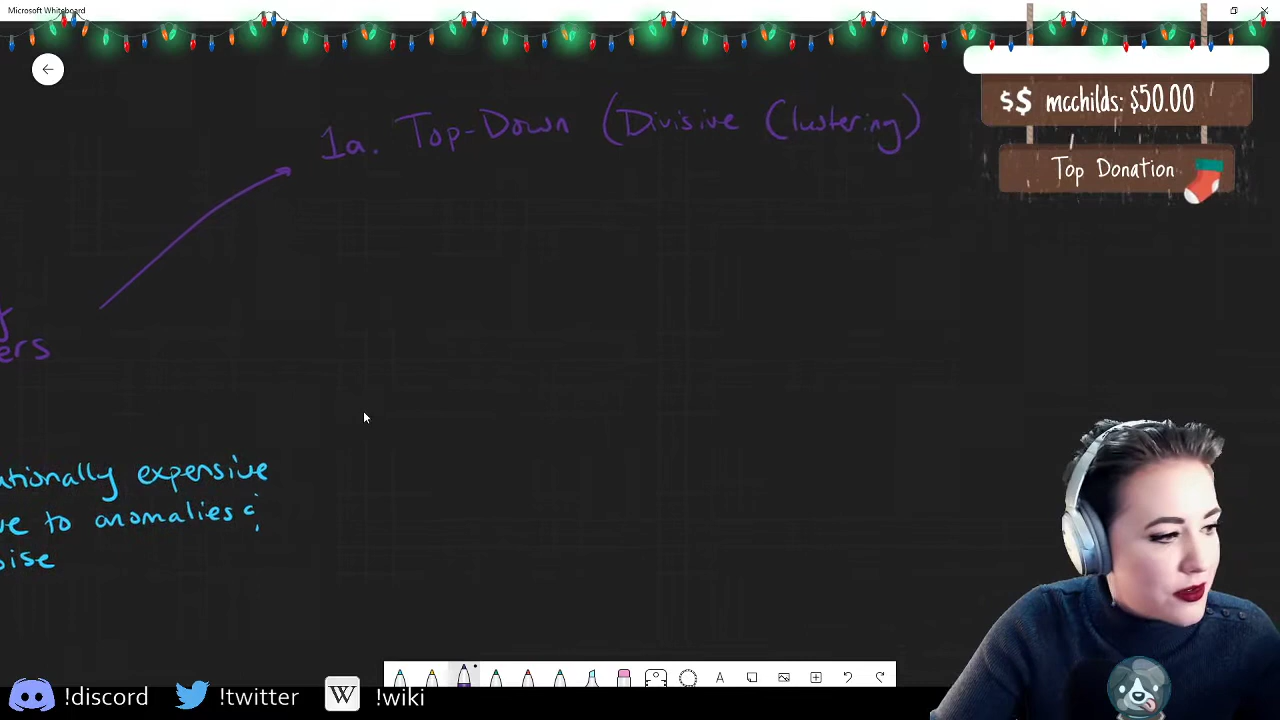 Microsoft Whiteboard
1a. Top-Down (Divisive Clustering)
$$ mcchilds: $50.00
Top Donation
ers
ationally expensive
ve to anomalies &
oise
A
!discord
!twitter
W !wiki